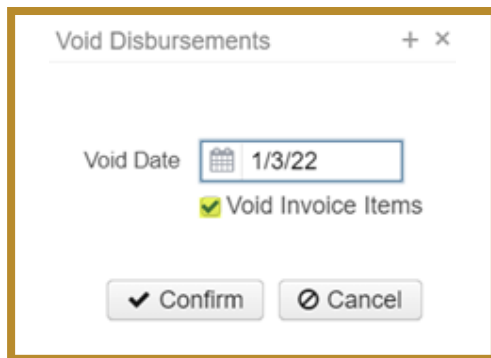 Void Disbursements
Void Date 1/3/22
Void Invoice Items
Confirm Cancel